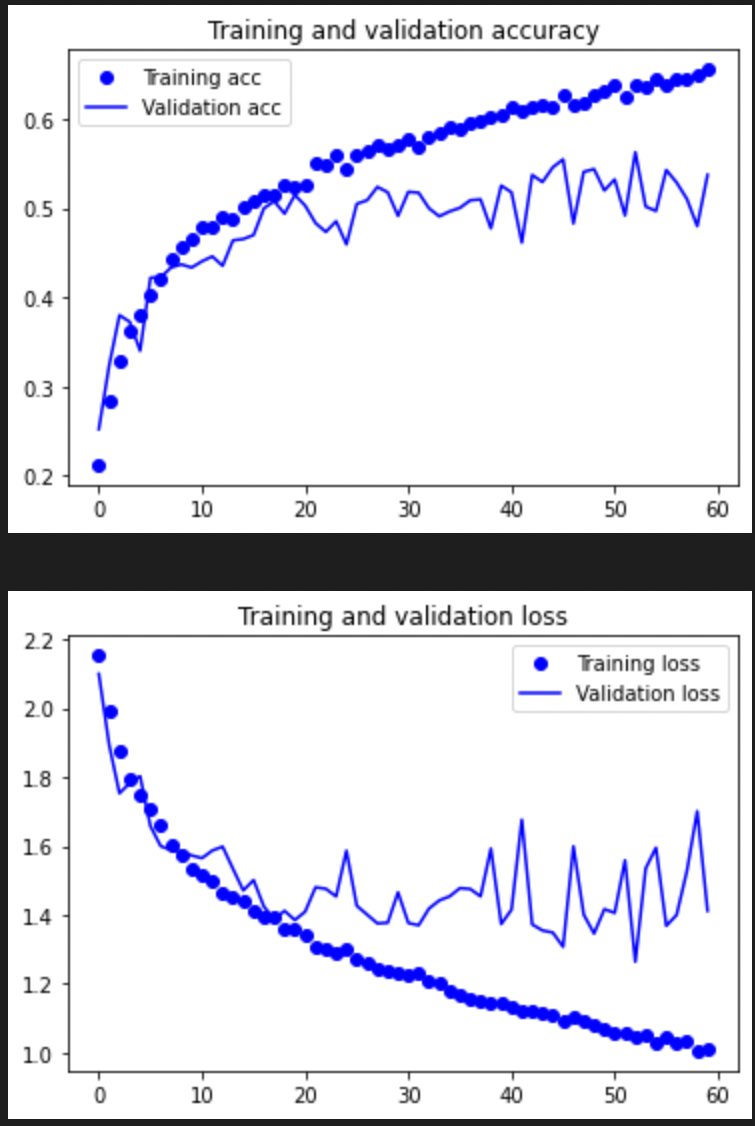 Training and validation accuracy
Training acc
Validation acc
0.6
0.5
0.4
0.3
0.2
0 10 20 30 40 50 60
Training and validation loss
2.2
Training loss
Validation loss
2.0
1.8
1.6
1.4
1.2
1.0
0 10 20 30 40 50 60